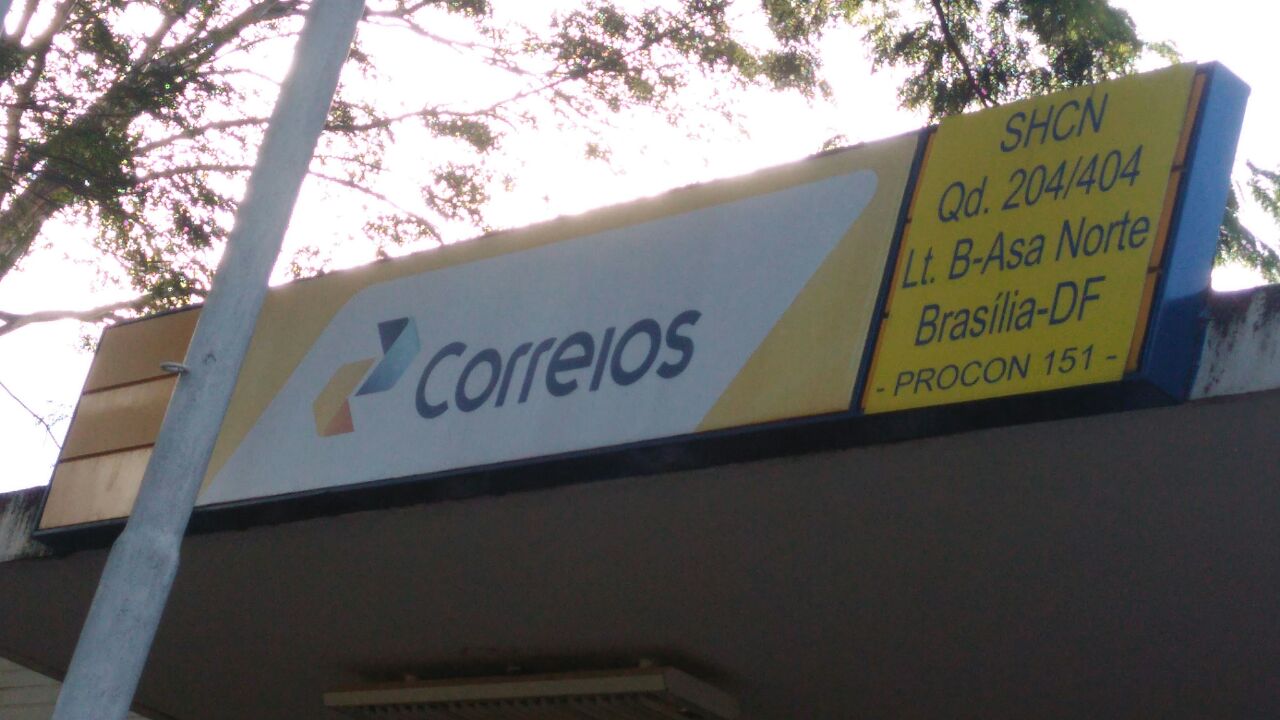 correios
SHCN
Qd. 204/404
Lt. B-Asa Norte
Brasília-DF
- PROCON 151 -